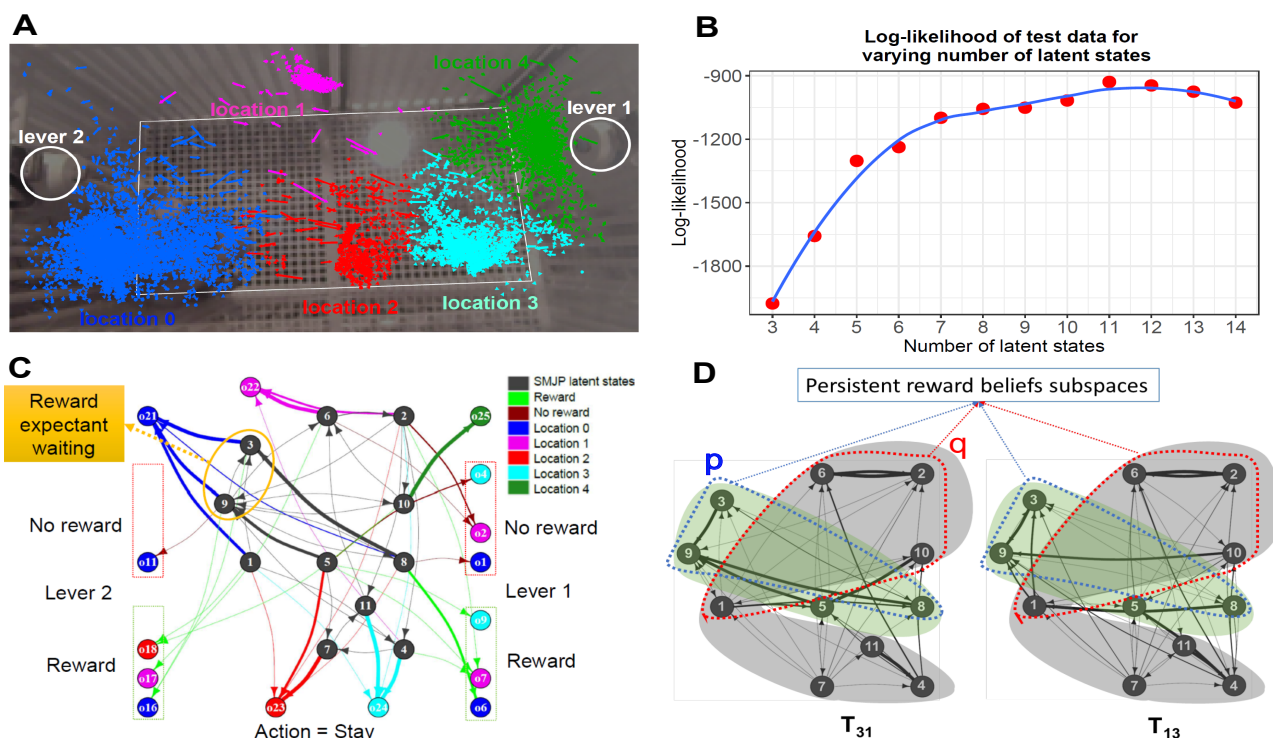 A
location 4
location 1
lever 1
lever 2
location 2
location 3
location 0
B
Log-likelihood of test data for
varying number of latent states
Log-likelihood
-900
-1200
-1500
-1800
3 4 5 6 7 8 9 10 11 12 13 14
Number of latent states
C
Reward
expectant
waiting
o22
o21
6
2
o25
3
9
10
o4
o2
No reward
No reward
o11
1
5
8
o1
Lever 2
Lever 1
11
o9
o18
7
4
Reward
Reward
o17
o7
o16
o23
o24
o6
Action = Stay
SMJP latent states
Reward
No reward
Location 0
Location 1
Location 2
Location 3
Location 4
D
Persistent reward beliefs subspaces
p
q
6
2
3
9
10
1
5
8
11
7
4
T31
6
2
3
9
10
1
5
8
11
7
4
T13